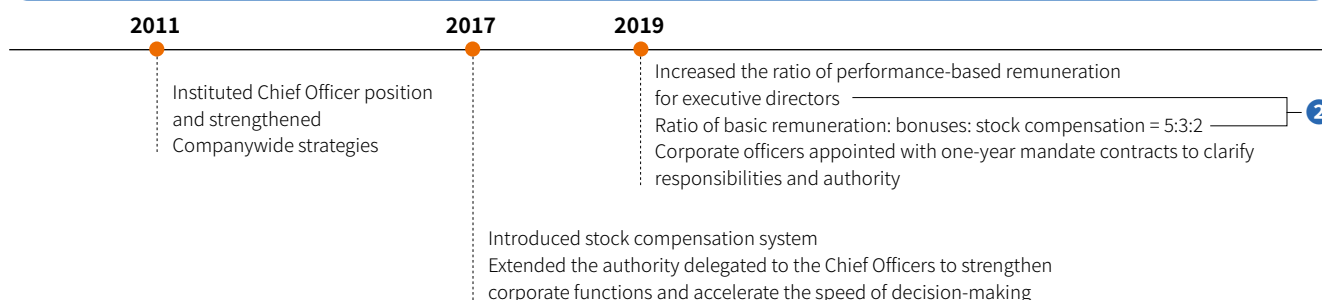 2011
2017
2019
Instituted Chief Officer position
and strengthened
Companywide strategies
Increased the ratio of performance-based remuneration
for executive directors
Ratio of basic remuneration: bonuses: stock compensation = 5:3:2
2
Corporate officers appointed with one-year mandate contracts to clarify
responsibilities and authority
Introduced stock compensation system
Extended the authority delegated to the Chief Officers to strengthen
corporate functions and accelerate the speed of decision-making